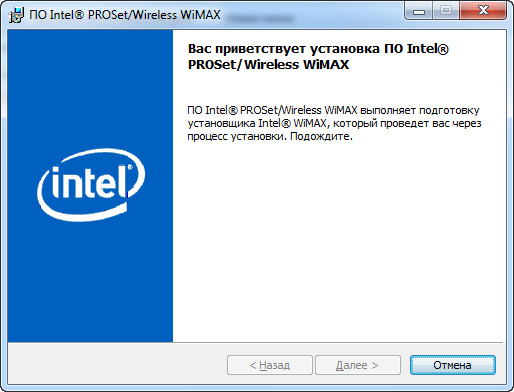 ПО Intel® PROSet/Wireless WiMAX
Вас приветствует установка ПО Intel®
PROSet/Wireless WiMAX
ПО Intel® PROSet/Wireless WiMAX выполняет подготовку
установщика Intel® WiMAX, который проведет вас через
процесс установки. Подождите.
intel®
< Назад
Далее >
Отмена